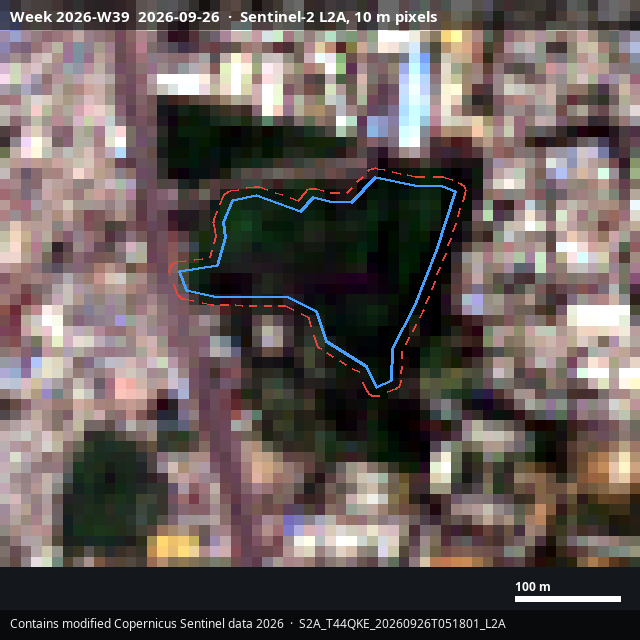 Week 2026-W39  2026-09-26  ·  Sentinel-2 L2A, 10 m pixels
100 m
Contains modified Copernicus Sentinel data 2026  ·  S2A_T44QKE_20260926T051801_L2A